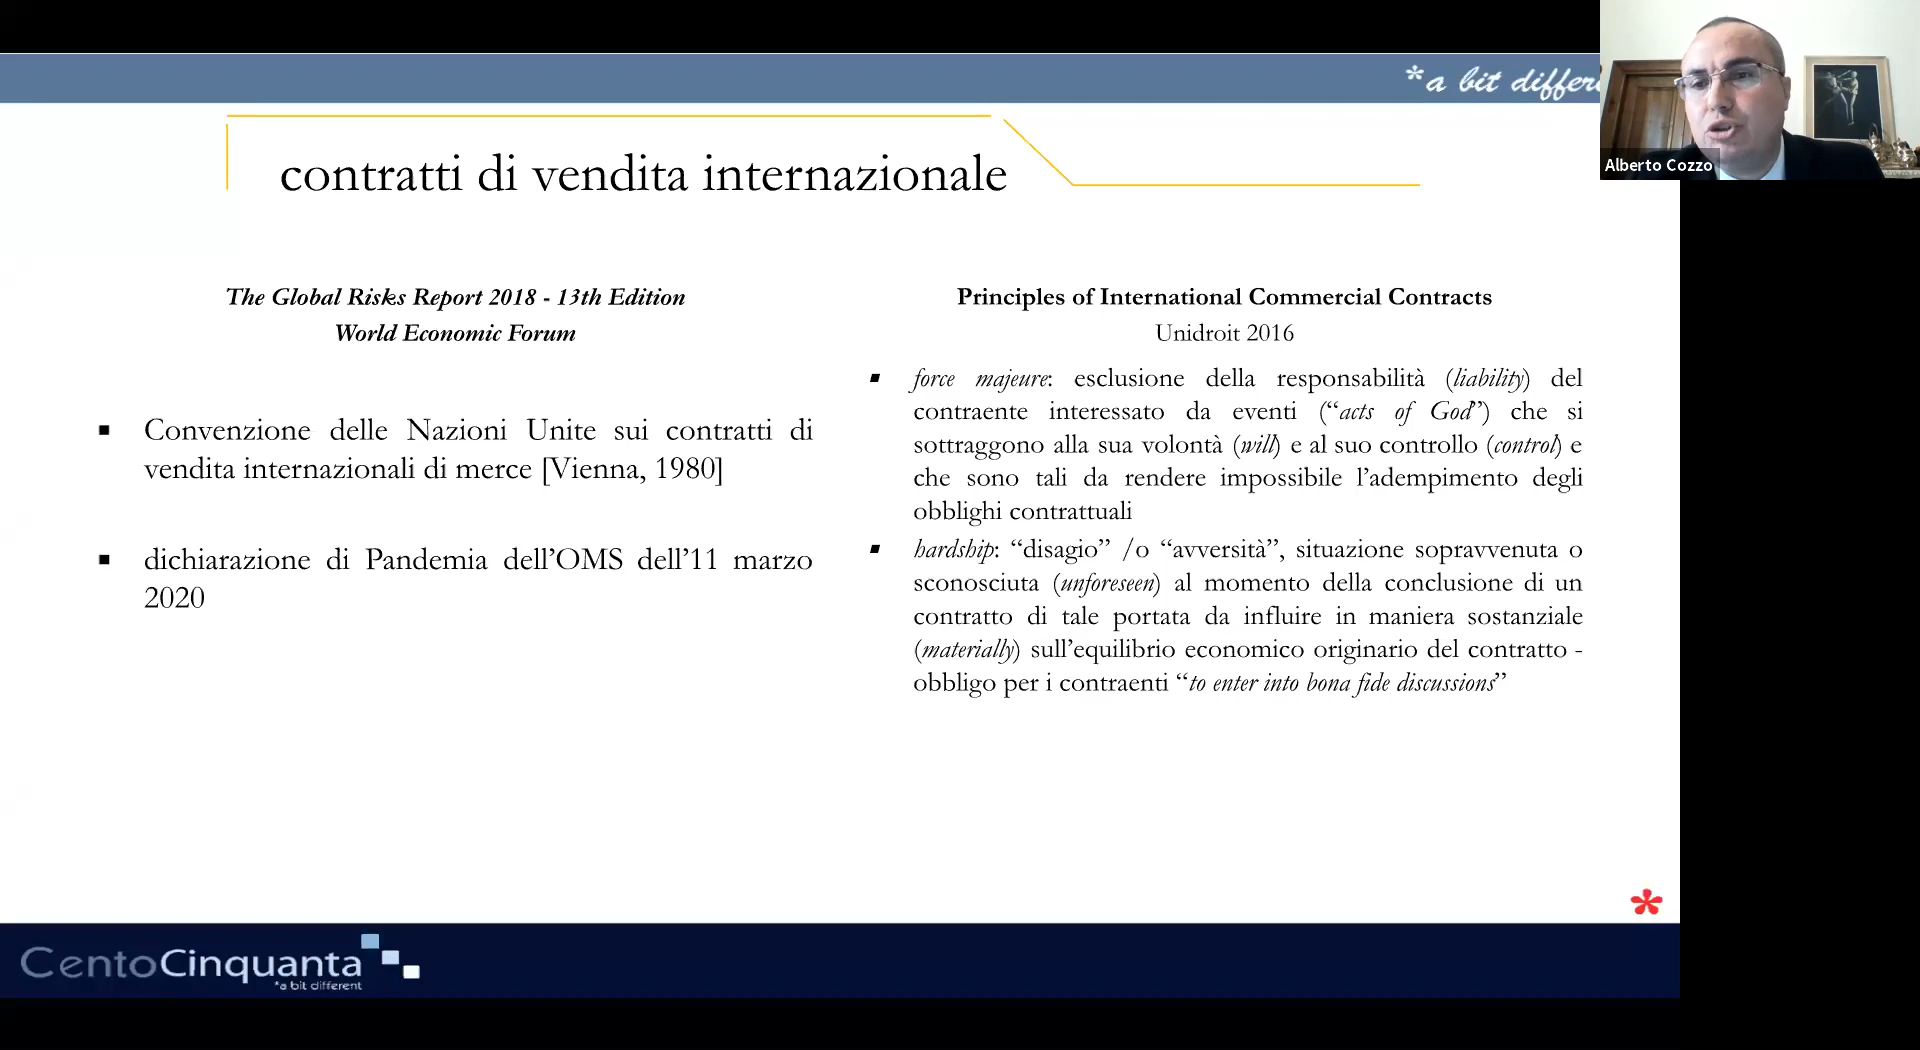 *a bit differ
Alberto Cozzo
contratti di vendita internazionale
The Global Risks Report 2018 - 13th Edition
World Economic Forum
▪ Convenzione delle Nazioni Unite sui contratti di
vendita internazionali di merce [Vienna, 1980]
▪ dichiarazione di Pandemia dell’OMS dell’11 marzo
2020
Principles of International Commercial Contracts
Unidroit 2016
▪ force majeure: esclusione della responsabilità (liability) del
contraente interessato da eventi (“acts of God”) che si
sottraggono alla sua volontà (will) e al suo controllo (control) e
che sono tali da rendere impossibile l’adempimento degli
obblighi contrattuali
▪ hardship: “disagio” /o “avversità”, situazione sopravvenuta o
sconosciuta (unforeseen) al momento della conclusione di un
contratto di tale portata da influire in maniera sostanziale
(materially) sull’equilibrio economico originario del contratto -
obbligo per i contraenti “to enter into bona fide discussions”
*
CentoCinquanta
*a bit different